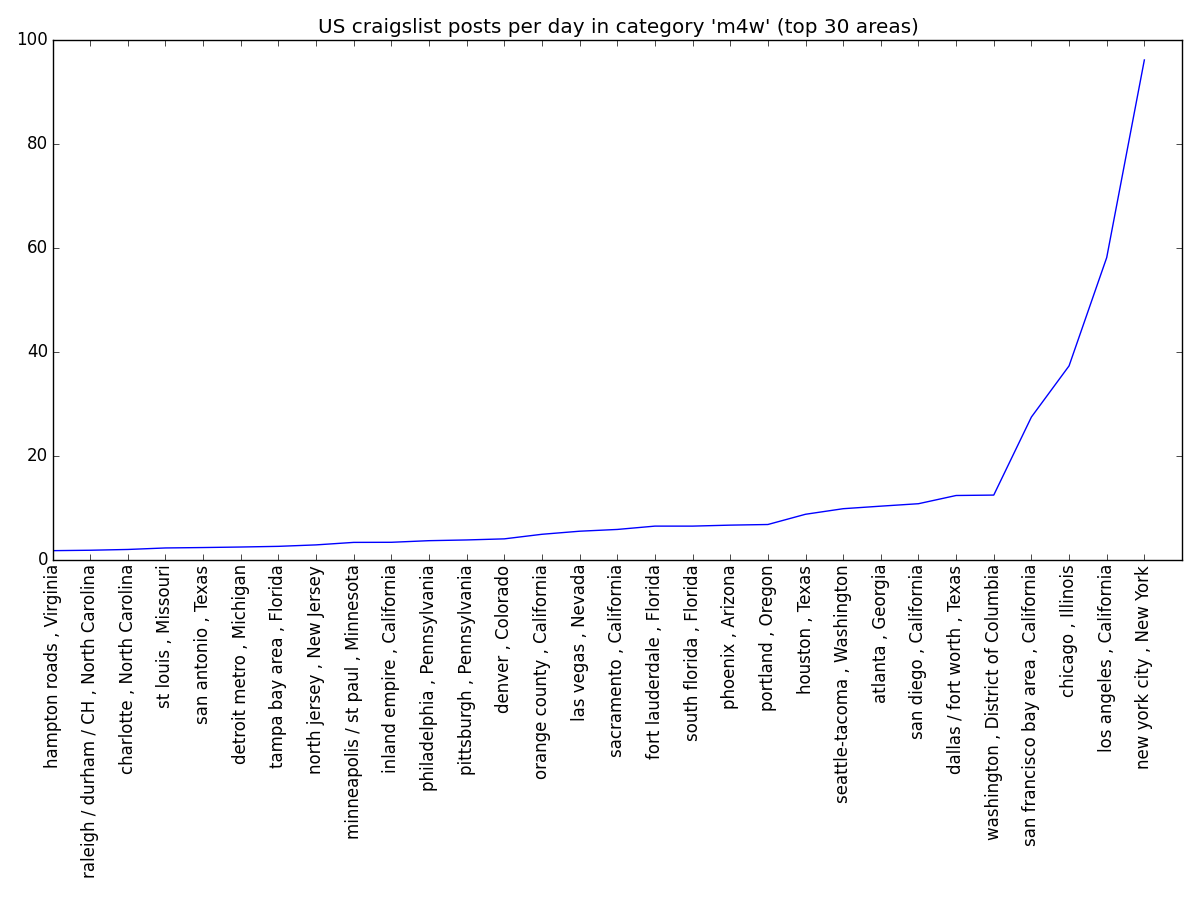 US craigslist posts per day in category 'm4w' (top 30 areas)
100
80
60
40
20
0
hampton roads , Virginia
raleigh / durham / CH , North Carolina
charlotte , North Carolina
st louis , Missouri
san antonio , Texas
detroit metro , Michigan
tampa bay area , Florida
north jersey , New Jersey
minneapolis / st paul , Minnesota
inland empire , California
philadelphia , Pennsylvania
pittsburgh , Pennsylvania
denver , Colorado
orange county , California
las vegas , Nevada
sacramento , California
fort lauderdale , Florida
south florida , Florida
phoenix , Arizona
portland , Oregon
houston , Texas
seattle-tacoma , Washington
atlanta , Georgia
san diego , California
dallas / fort worth , Texas
washington , District of Columbia
san francisco bay area , California
chicago , Illinois
los angeles , California
new york city , New York